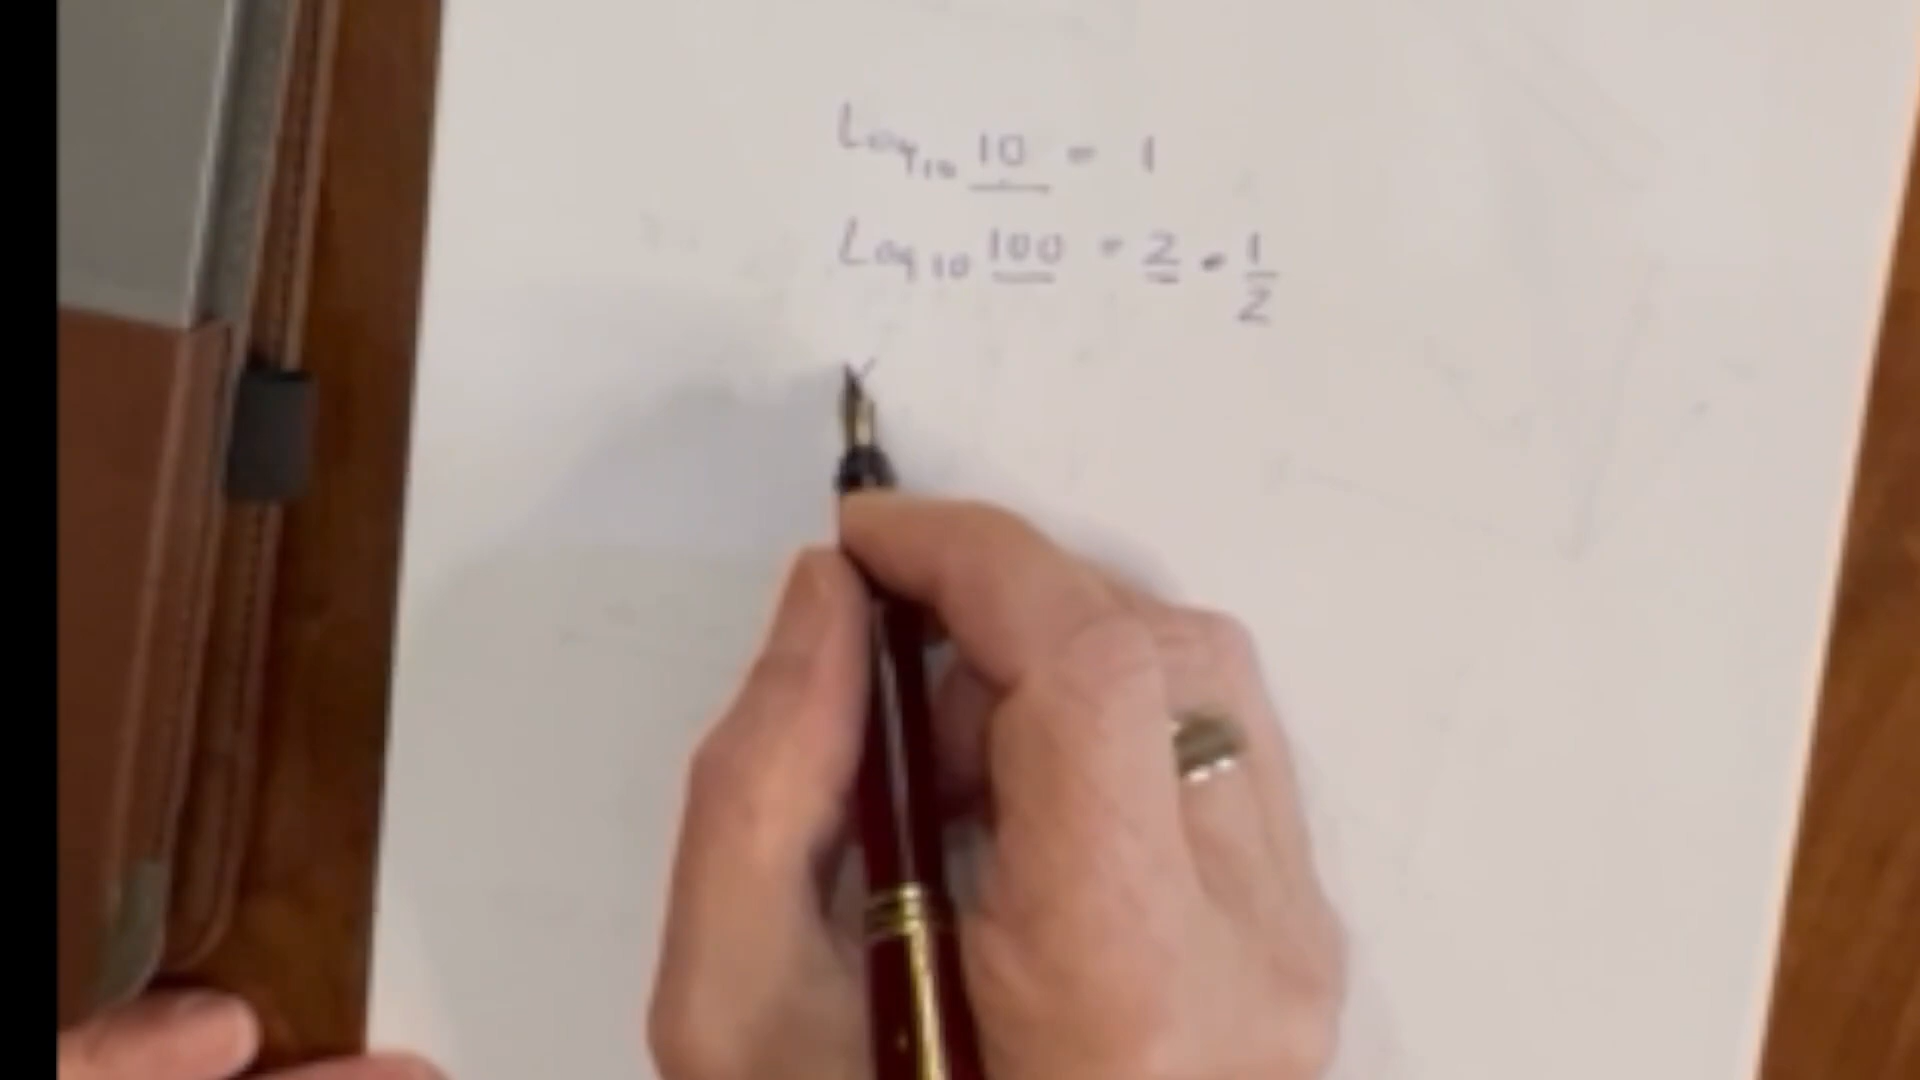 Log₁₀ 10 = 1
Log₁₀ 100 = 2 = 1/2